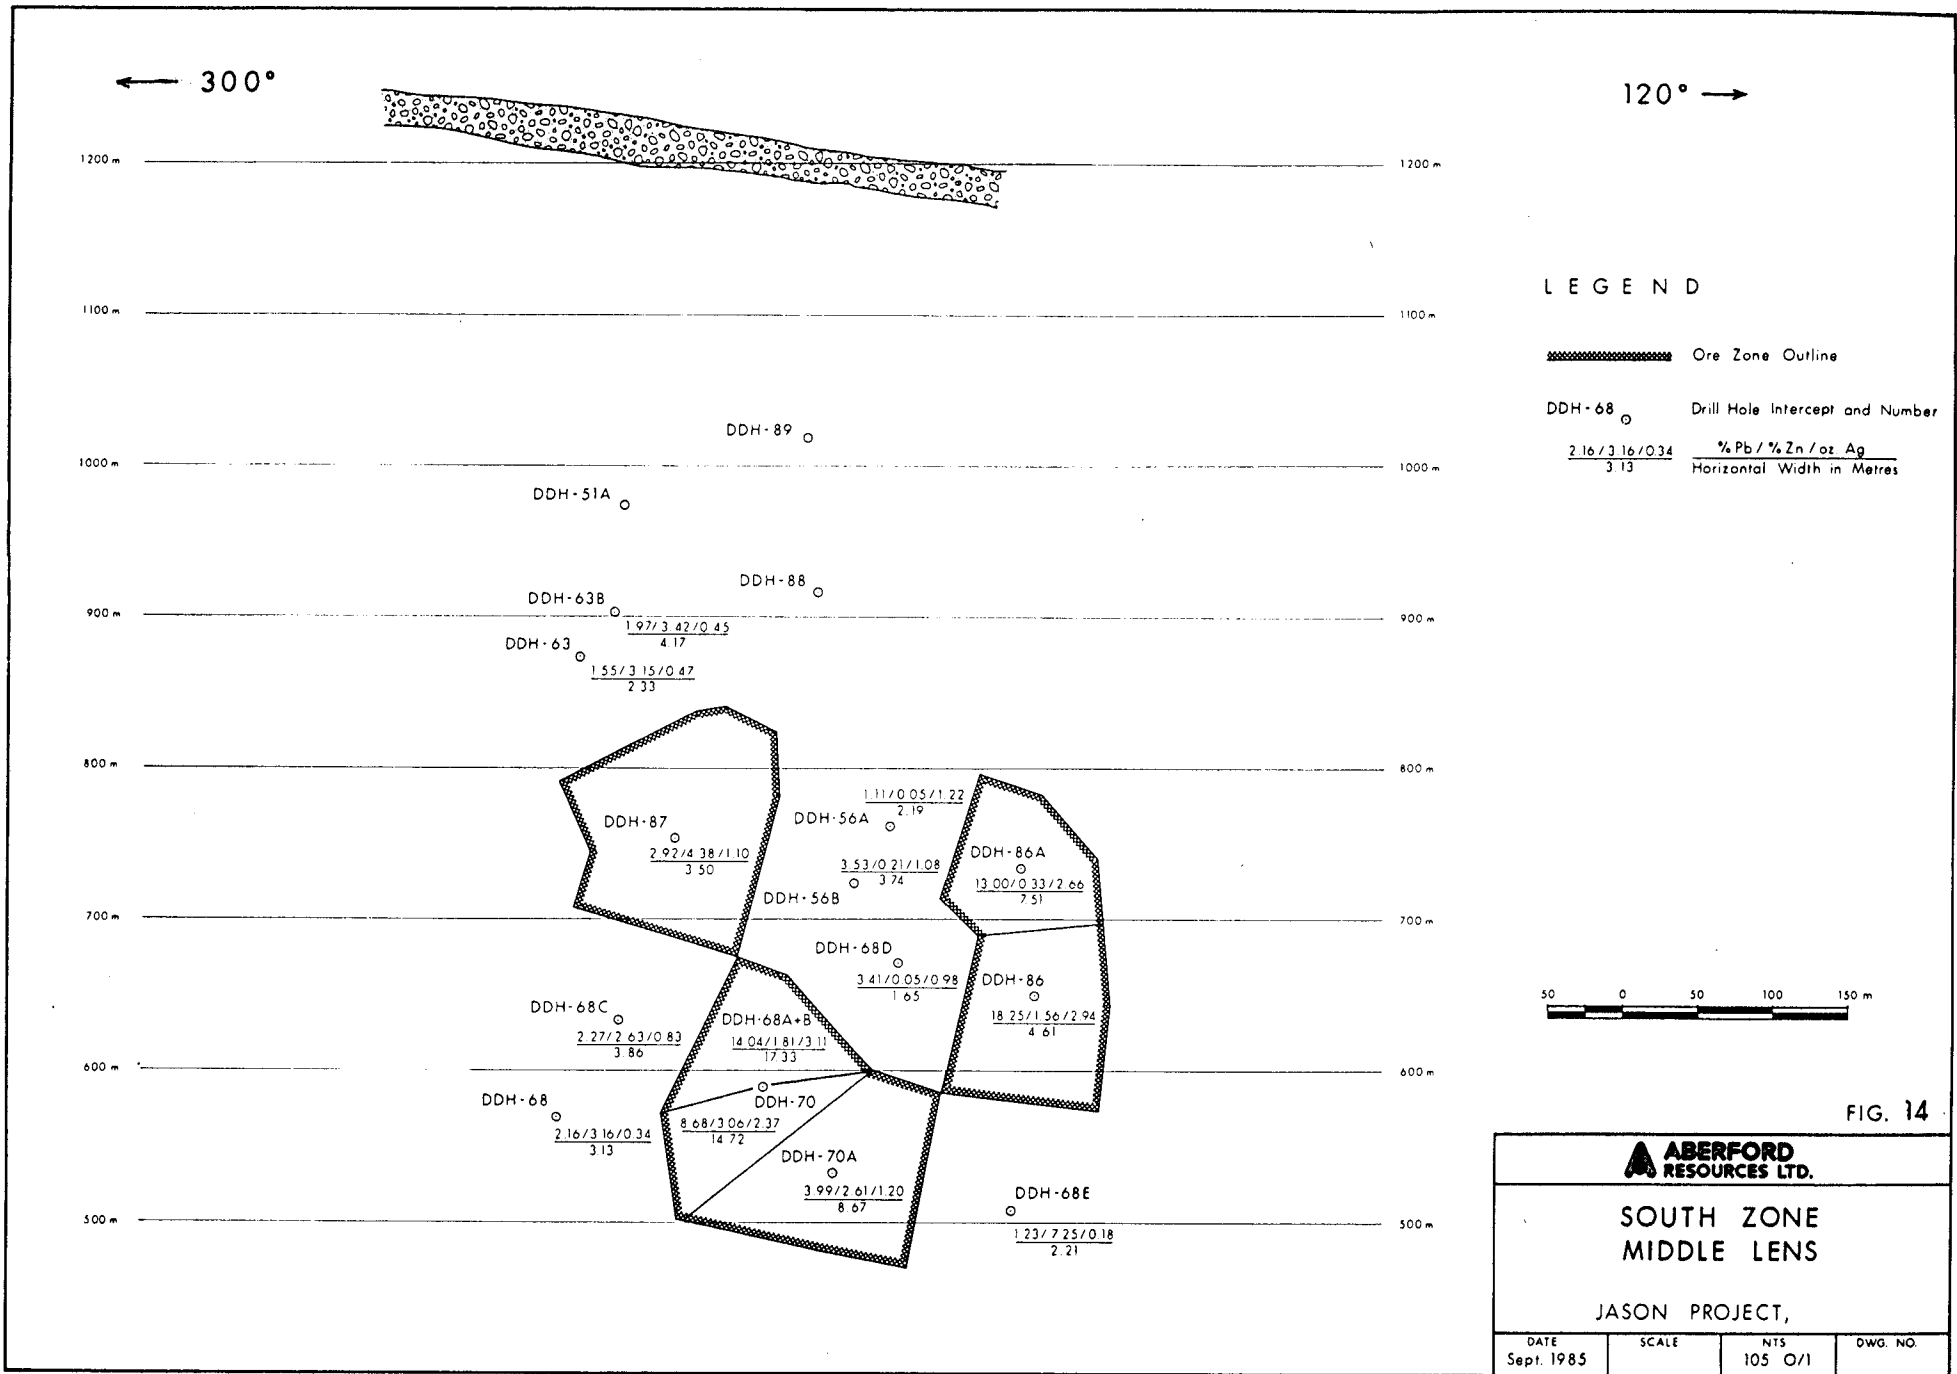 300°
120°
1200 m
1200 m
1100 m
1100 m
LEGEND
Ore Zone Outline
DDH-68
Drill Hole Intercept and Number
2.16/3.16/0.34
3.13
% Pb / % Zn / oz. Ag
Horizontal Width in Metres
DDH-89
1000 m
1000 m
DDH-51A
DDH-88
DDH-63B
900 m
900 m
1.97/3.42/0.45
4.17
DDH-63
1.55/3.15/0.47
2.33
800 m
800 m
1.11/0.05/1.22
2.19
DDH-56A
DDH-87
2.92/4.38/1.10
3.50
3.53/0.21/1.08
3.74
DDH-56B
DDH-86A
13.00/0.33/2.66
7.51
700 m
700 m
DDH-68D
3.41/0.05/0.98
1.65
DDH-86
18.25/1.56/2.94
4.61
50 0 50 100 150 m
DDH-68C
2.27/2.63/0.83
3.86
DDH-68A+B
14.04/1.81/3.11
17.33
600 m
600 m
DDH-68
2.16/3.16/0.34
3.13
DDH-70
8.68/3.06/2.37
14.72
DDH-70A
3.99/2.61/1.20
8.67
DDH-68E
1.23/7.25/0.18
2.21
500 m
500 m
FIG. 14
ABERFORD
RESOURCES LTD.
SOUTH ZONE
MIDDLE LENS
JASON PROJECT,
DATE
Sept. 1985
SCALE
NTS
105 O/1
DWG. NO.